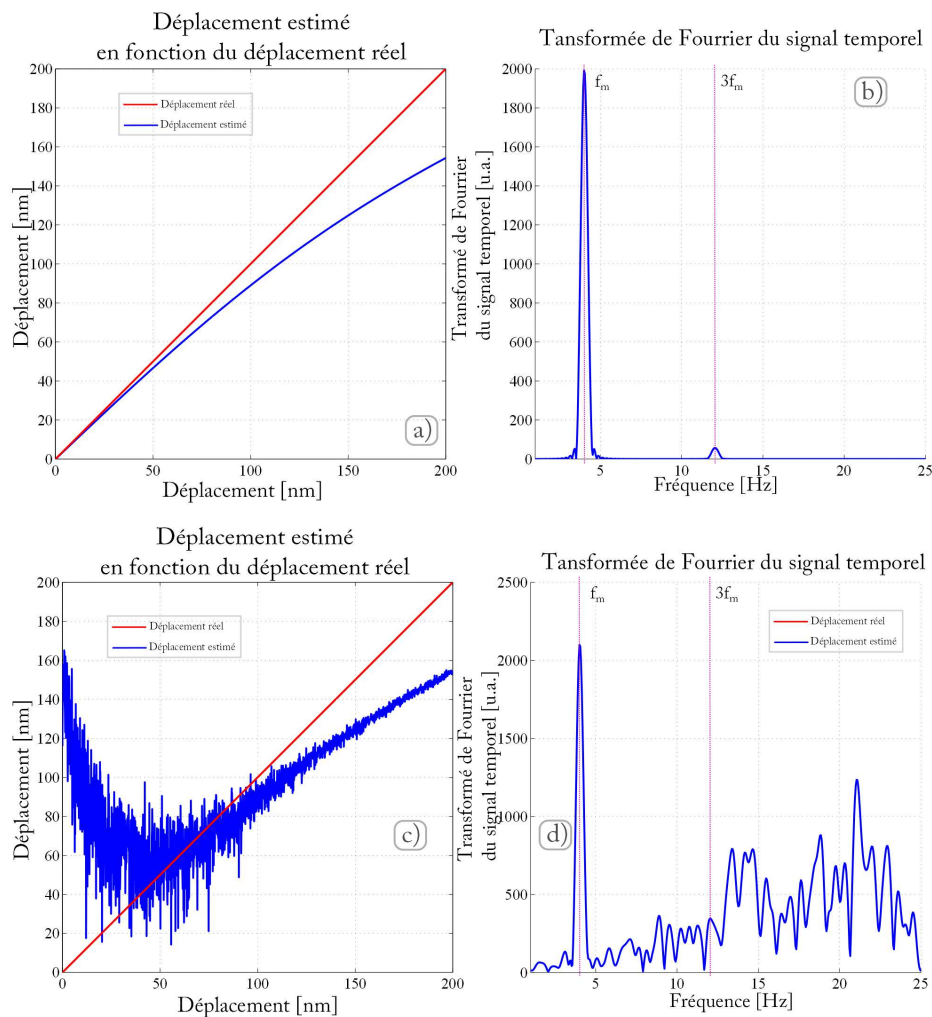 Déplacement estimé
en fonction du déplacement réel
Déplacement [nm]
200
180
160
140
120
100
80
60
40
20
0
Déplacement réel
Déplacement estimé
a)
0
50
100
150
200
Déplacement [nm]
Tansformée de Fourrier du signal temporel
Transformé de Fourrier
du signal temporel [u.a.]
2000
1800
1600
1400
1200
1000
800
600
400
200
0
fm
3fm
b)
5
10
15
20
25
Fréquence [Hz]
Déplacement estimé
en fonction du déplacement réel
Déplacement [nm]
200
180
160
140
120
100
80
60
40
20
0
Déplacement réel
Déplacement estimé
c)
0
50
100
150
200
Déplacement [nm]
Tansformée de Fourrier du signal temporel
Transformé de Fourrier
du signal temporel [u.a.]
2500
2000
1500
1000
500
0
fm
3fm
Déplacement réel
Déplacement estimé
d)
5
10
15
20
25
Fréquence [Hz]